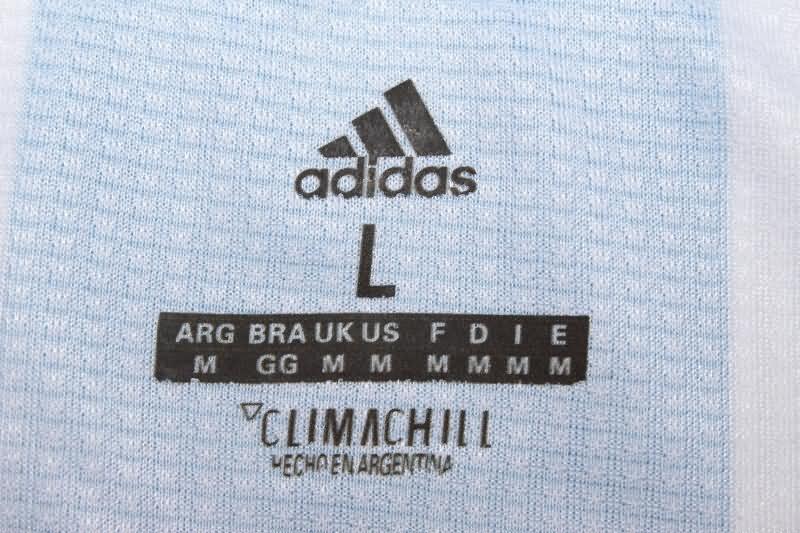 adidas
L
ARG BRA UK US F D I E
M GG M M M M M M
CLIMACHILL
HECHO EN ARGENTINA